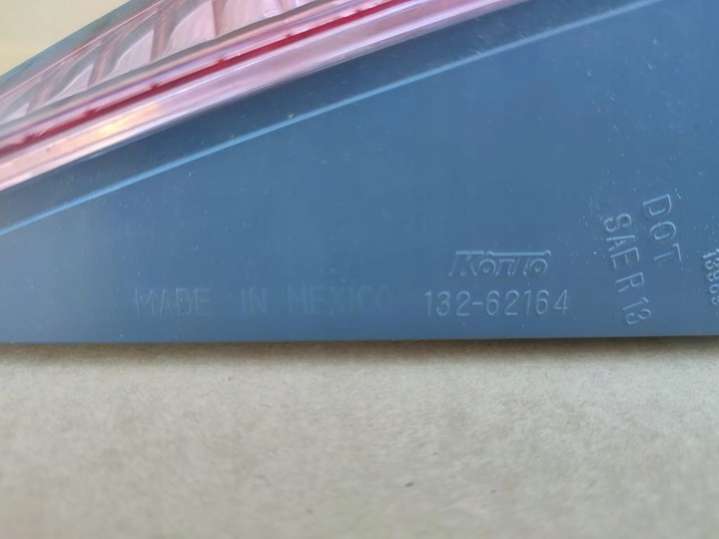 KOITO
MADE IN MEXICO 132-62164
DOT
SAE R 13